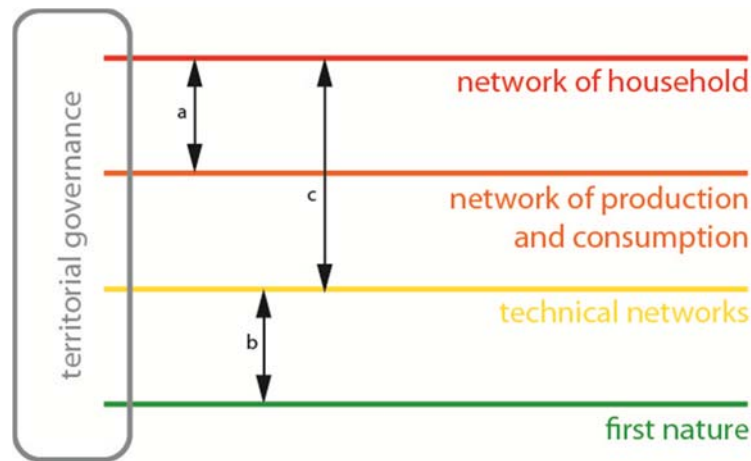 territorial governance
network of household
a
network of production
and consumption
c
technical networks
b
first nature